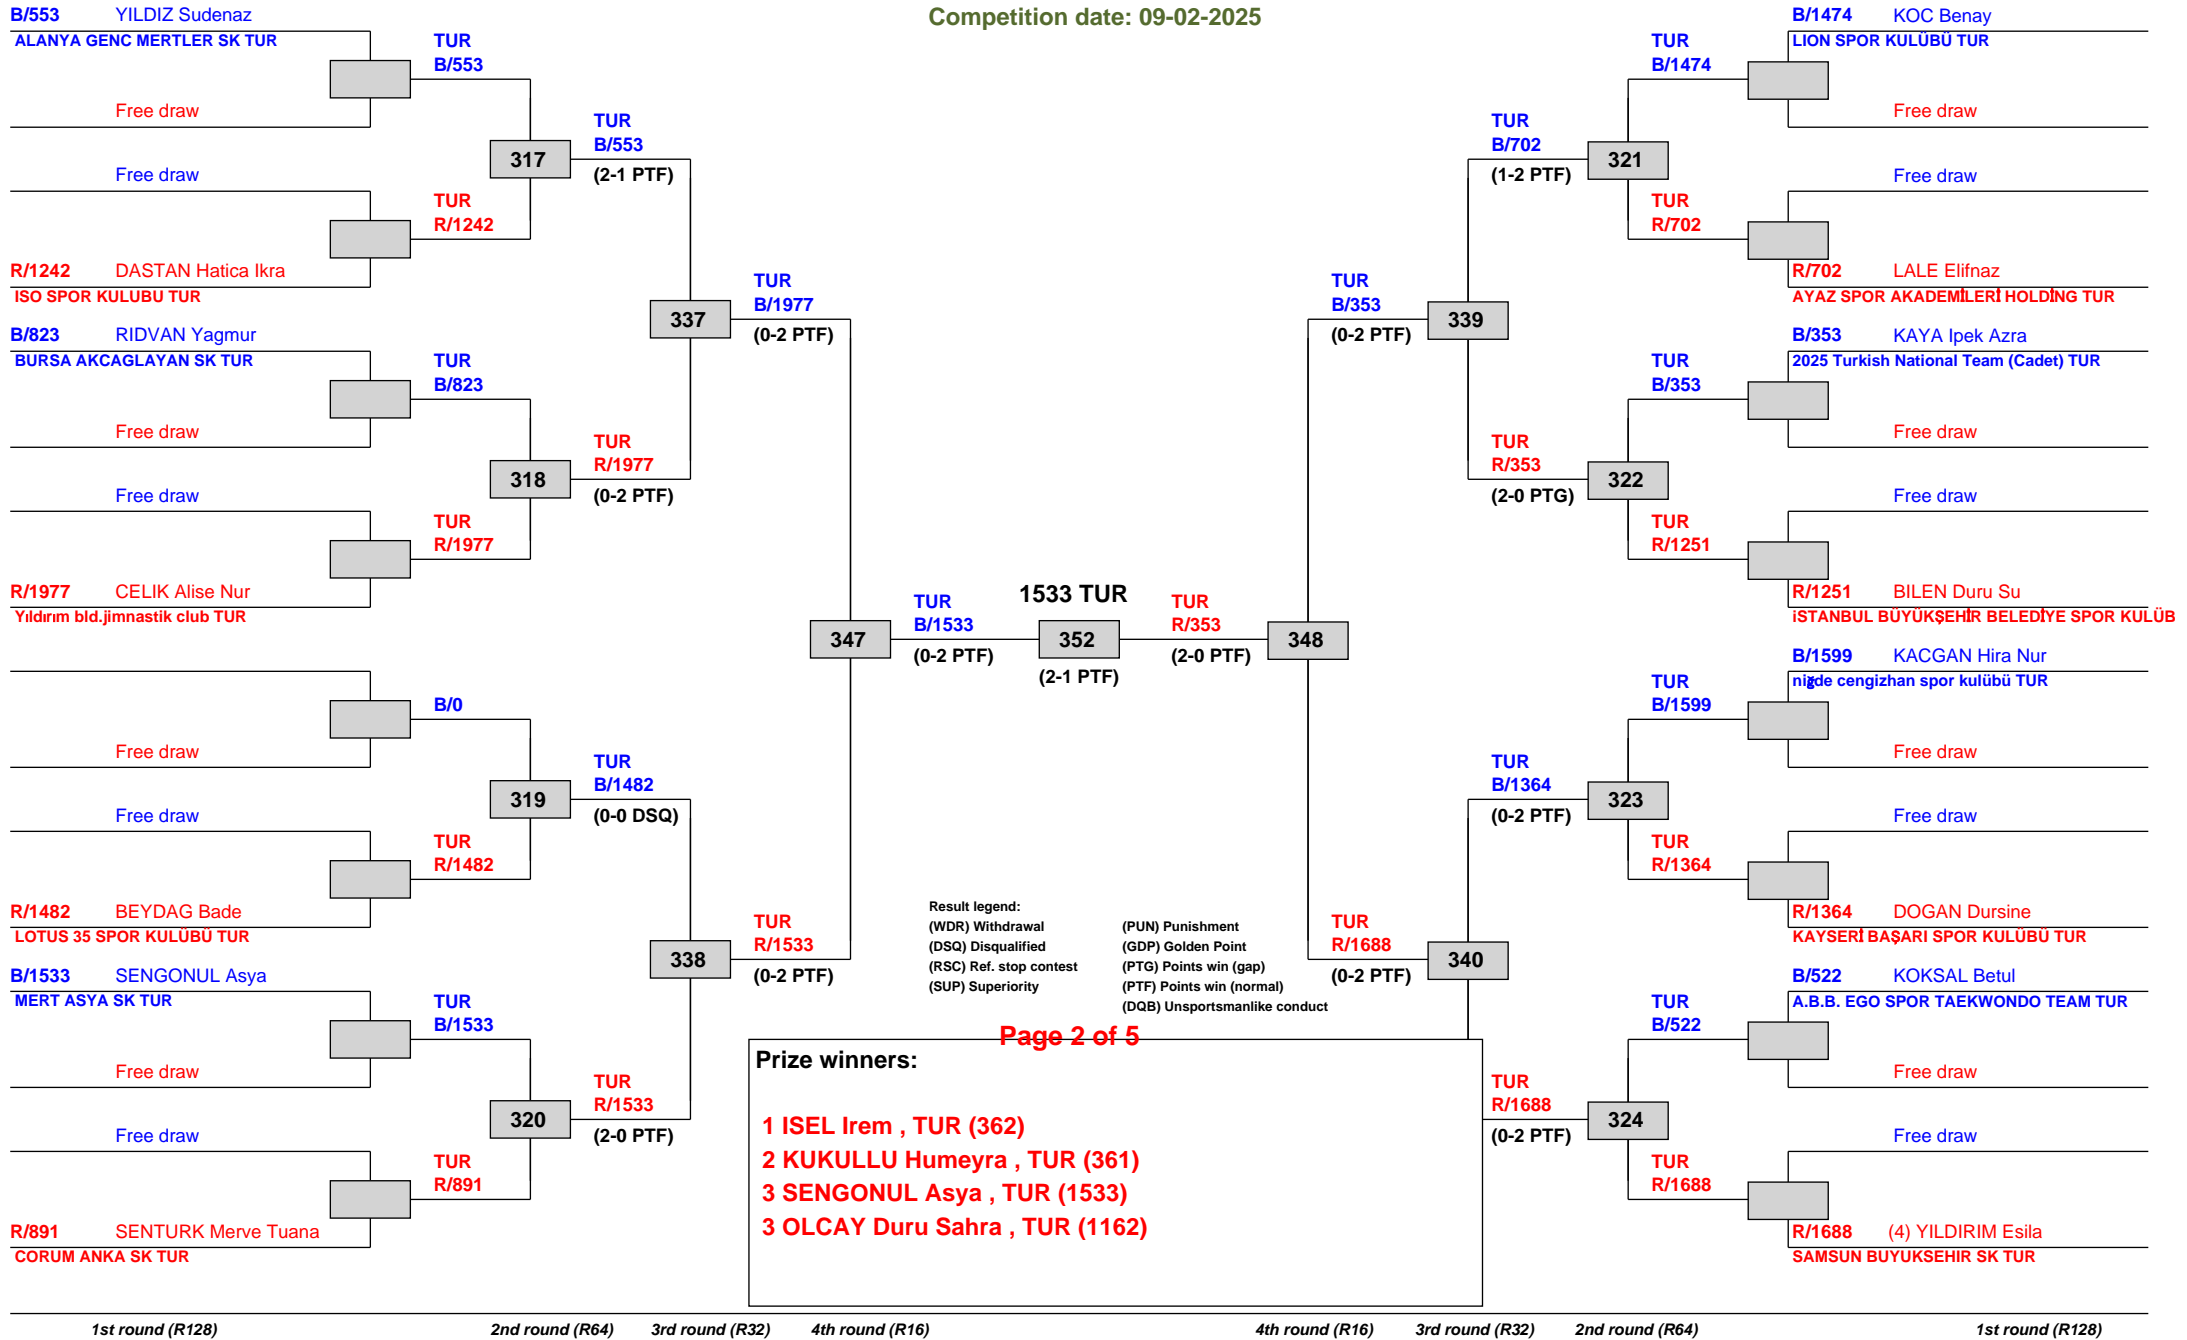 Competition date: 09-02-2025
B/553 YILDIZ Sudenaz
ALANYA GENC MERTLER SK TUR
TUR
B/553
Free draw
TUR
B/553
317
(2-1 PTF)
Free draw
TUR
R/1242
R/1242 DASTAN Hatica Ikra
ISO SPOR KULUBU TUR
TUR
B/1977
337
(0-2 PTF)
B/823 RIDVAN Yagmur
BURSA AKCAGLAYAN SK TUR
TUR
B/823
Free draw
TUR
R/1977
318
(0-2 PTF)
Free draw
TUR
R/1977
R/1977 CELIK Alise Nur
Yıldırım bld.jimnastik club TUR
347
TUR
B/1533
(0-2 PTF)
B/0
Free draw
TUR
B/1482
319
(0-0 DSQ)
Free draw
TUR
R/1482
R/1482 BEYDAG Bade
LOTUS 35 SPOR KULÜBÜ TUR
TUR
R/1533
338
(0-2 PTF)
B/1533 SENGONUL Asya
MERT ASYA SK TUR
TUR
B/1533
Free draw
TUR
R/1533
320
(2-0 PTF)
Free draw
TUR
R/891
R/891 SENTURK Merve Tuana
CORUM ANKA SK TUR
1533 TUR
352
(2-1 PTF)
B/1474 KOC Benay
LION SPOR KULÜBÜ TUR
TUR
B/1474
Free draw
TUR
B/702
321
(1-2 PTF)
Free draw
TUR
R/702
R/702 LALE Elifnaz
AYAZ SPOR AKADEMİLERİ HOLDİNG TUR
TUR
B/353
339
(0-2 PTF)
B/353 KAYA Ipek Azra
2025 Turkish National Team (Cadet) TUR
TUR
B/353
Free draw
TUR
R/353
322
(2-0 PTG)
Free draw
TUR
R/1251
R/1251 BILEN Duru Su
iSTANBUL BÜYÜKŞEHİR BELEDİYE SPOR KULÜB
TUR
R/353
348
(2-0 PTF)
B/1599 KACGAN Hira Nur
niğde cengizhan spor kulübü TUR
TUR
B/1599
Free draw
TUR
B/1364
323
(0-2 PTF)
Free draw
TUR
R/1364
R/1364 DOGAN Dursine
KAYSERİ BAŞARI SPOR KULÜBÜ TUR
TUR
R/1688
340
(0-2 PTF)
B/522 KOKSAL Betul
A.B.B. EGO SPOR TAEKWONDO TEAM TUR
TUR
B/522
Free draw
TUR
R/1688
324
(0-2 PTF)
Free draw
TUR
R/1688
R/1688 (4) YILDIRIM Esila
SAMSUN BUYUKSEHIR SK TUR
Result legend:
(WDR) Withdrawal (PUN) Punishment
(DSQ) Disqualified (GDP) Golden Point
(RSC) Ref. stop contest (PTG) Points win (gap)
(SUP) Superiority (PTF) Points win (normal)
(DQB) Unsportsmanlike conduct
Page 2 of 5
Prize winners:
1 ISEL Irem , TUR (362)
2 KUKULLU Humeyra , TUR (361)
3 SENGONUL Asya , TUR (1533)
3 OLCAY Duru Sahra , TUR (1162)
1st round (R128) 2nd round (R64) 3rd round (R32) 4th round (R16) 4th round (R16) 3rd round (R32) 2nd round (R64) 1st round (R128)